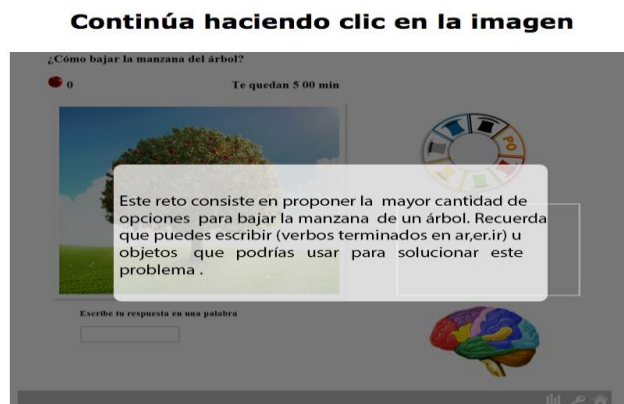 Continúa haciendo clic en la imagen
¿Cómo bajar la manzana del árbol?
0
Te quedan 5 00 min
PO
Este reto consiste en proponer la mayor cantidad de
opciones para bajar la manzana de un árbol. Recuerda
que puedes escribir (verbos terminados en ar,er.ir) u
objetos que podrías usar para solucionar este
problema .
Escribe tu respuesta en una palabra